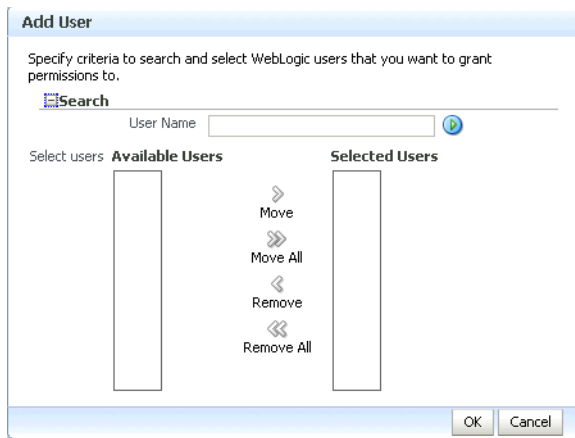 Add User
Specify criteria to search and select WebLogic users that you want to grant
permissions to.
Search
User Name
Select users Available Users Selected Users
Move
Move All
Remove
Remove All
OK Cancel